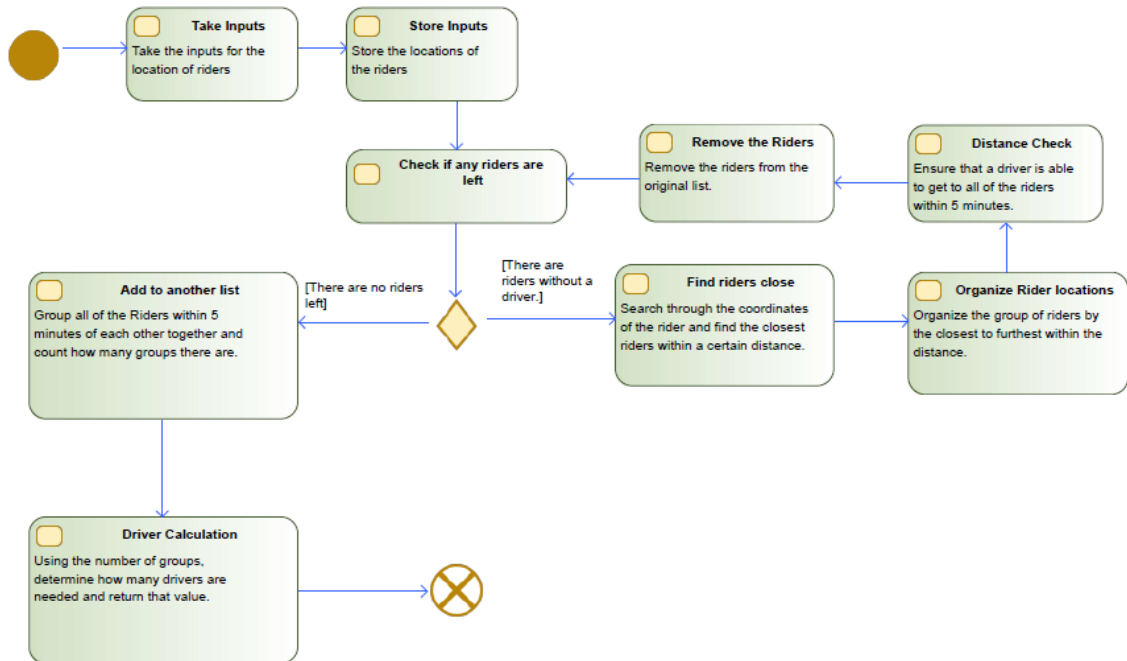 Take Inputs
Take the inputs for the
location of riders
Store Inputs
Store the locations of
the riders
Check if any riders are
left
Remove the Riders
Remove the riders from the
original list.
Distance Check
Ensure that a driver is able
to get to all of the riders
within 5 minutes.
[There are no riders
left]
[There are
riders without a
driver.]
Add to another list
Group all of the Riders within 5
minutes of each other together and
count how many groups there are.
Find riders close
Search through the coordinates
of the rider and find the closest
riders within a certain distance.
Organize Rider locations
Organize the group of riders by
the closest to furthest within the
distance.
Driver Calculation
Using the number of groups,
determine how many drivers are
needed and return that value.